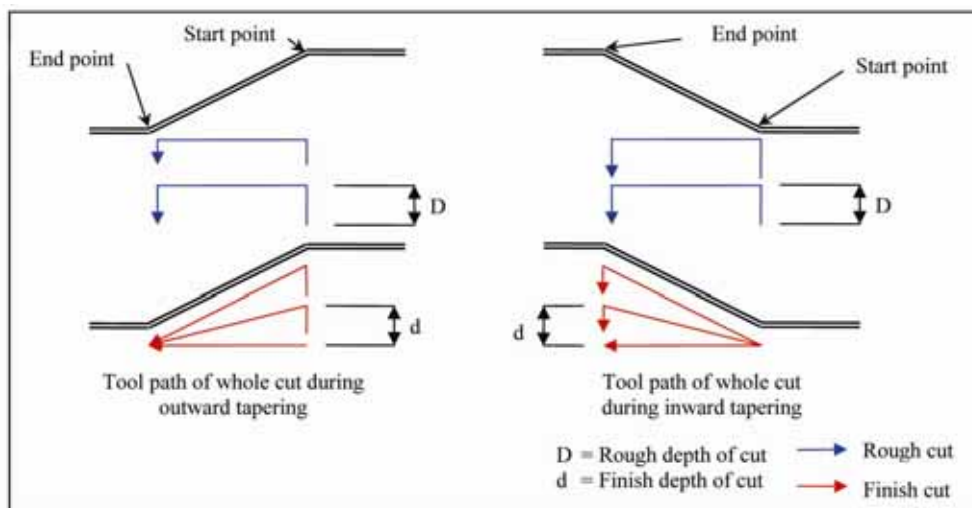 Start point
End point
End point
Start point
D
D
d
d
Tool path of whole cut during
outward tapering
Tool path of whole cut
during inward tapering
D = Rough depth of cut
d = Finish depth of cut
Rough cut
Finish cut